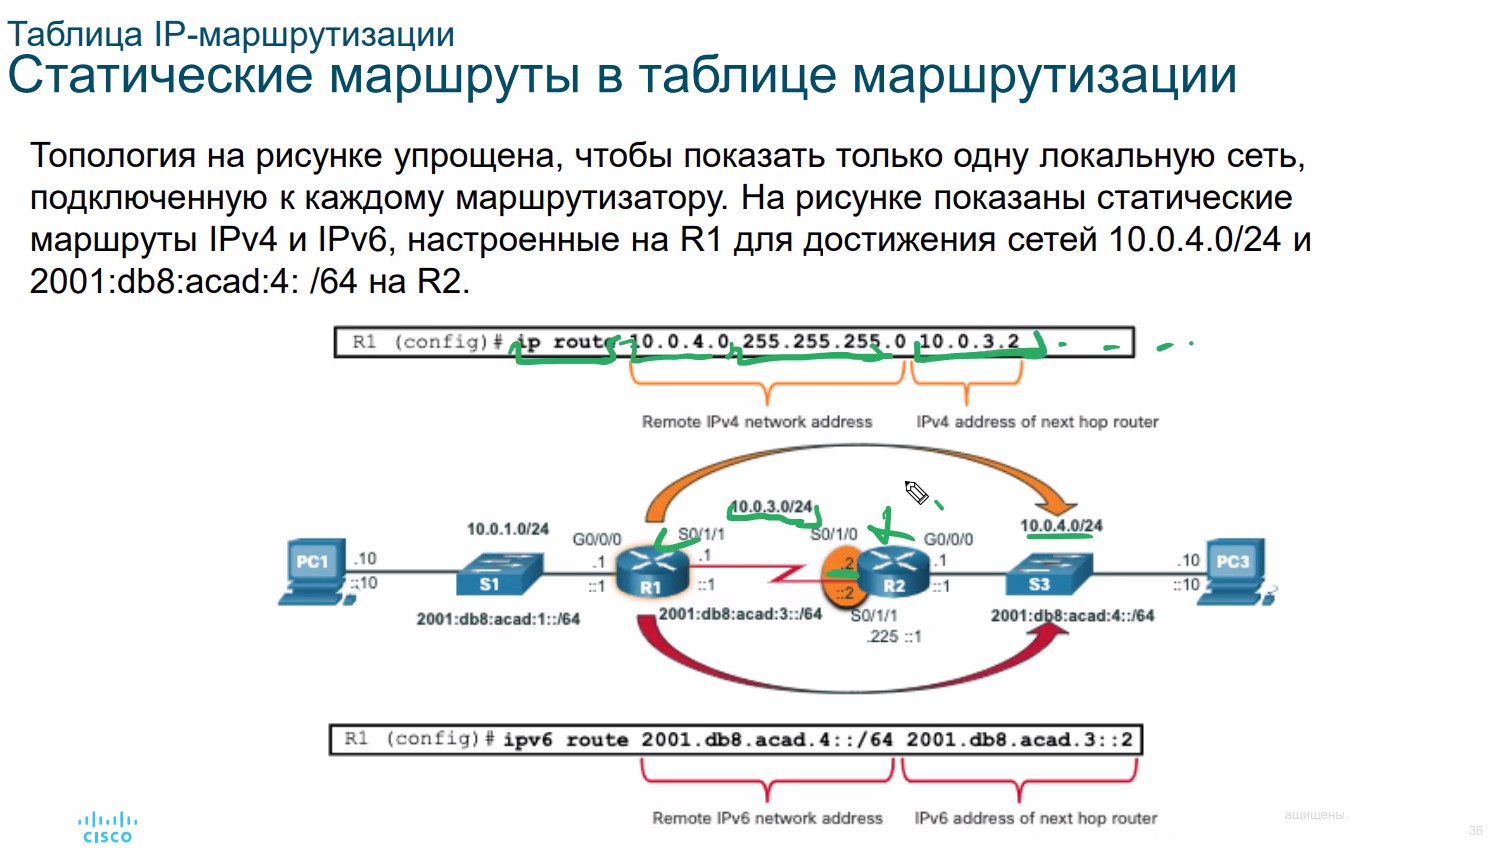 Таблица IP-маршрутизации
Статические маршруты в таблице маршрутизации
Топология на рисунке упрощена, чтобы показать только одну локальную сеть,
подключенную к каждому маршрутизатору. На рисунке показаны статические
маршруты IPv4 и IPv6, настроенные на R1 для достижения сетей 10.0.4.0/24 и
2001:db8:acad:4: /64 на R2.
R1 (config)# ip route 10.0.4.0 255.255.255.0 10.0.3.2
Remote IPv4 network address
IPv4 address of next hop router
10.0.3.0/24
10.0.1.0/24
10.0.4.0/24
G0/0/0
S0/1/1
S0/1/0
G0/0/0
PC1
.10
.1
.1
.2
.1
.10
PC3
::10
S1
::1
R1
::1
::2
R2
::1
S3
::10
2001:db8:acad:1::/64
2001:db8:acad:3::/64
S0/1/1
2001:db8:acad:4::/64
.225 ::1
R1 (config)# ipv6 route 2001.db8.acad.4::/64 2001.db8.acad.3::2
Remote IPv6 network address
IPv6 address of next hop router
CISCO
ащищены.
36